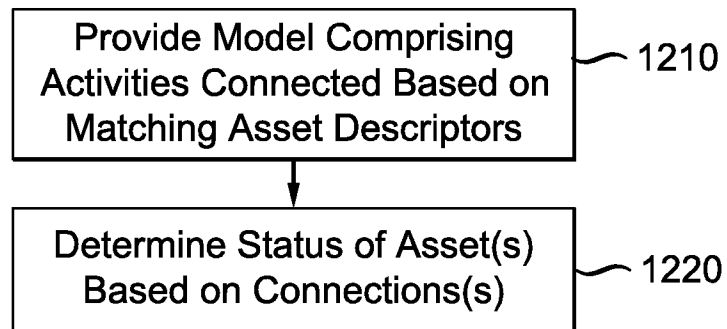 Provide Model Comprising
Activities Connected Based on
Matching Asset Descriptors
1210
Determine Status of Asset(s)
Based on Connections(s)
1220